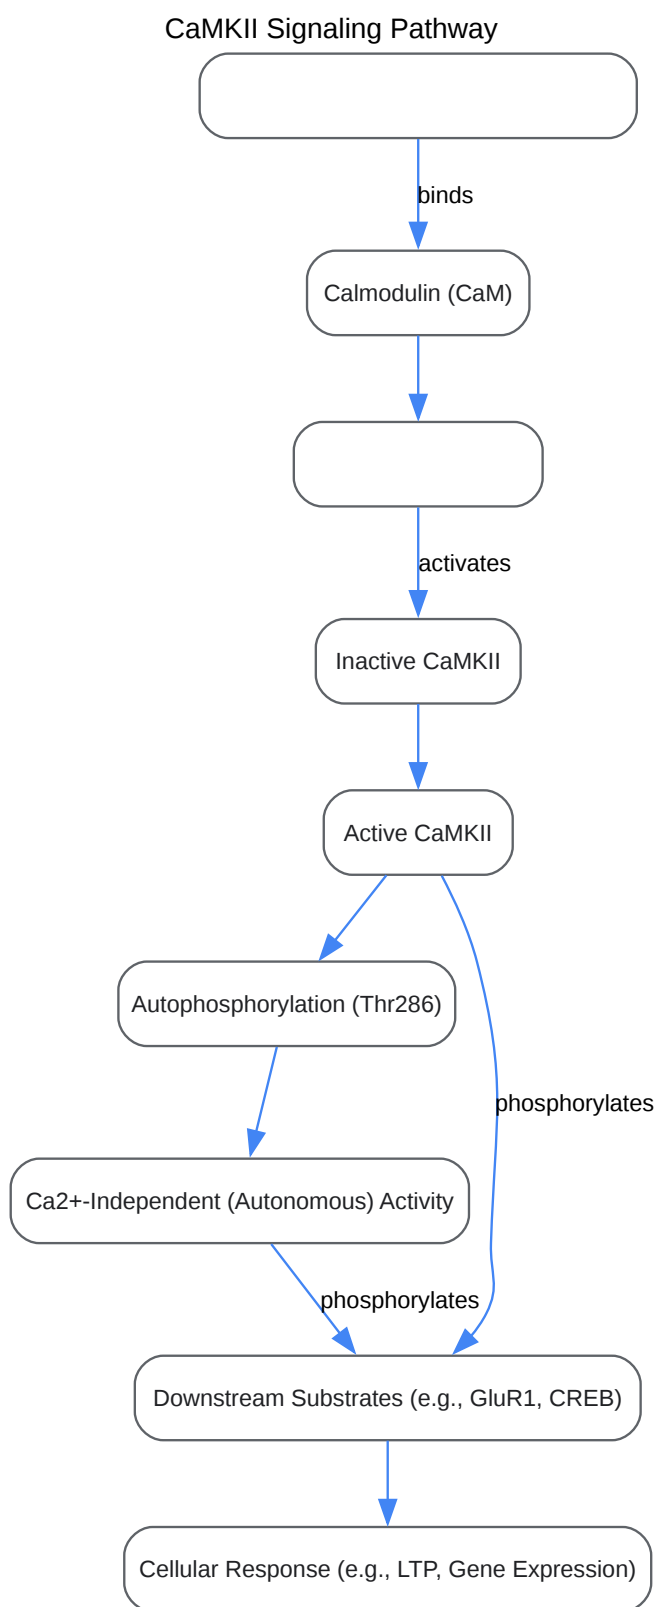 CaMKII Signaling Pathway
binds
Calmodulin (CaM)
activates
Inactive CaMKII
Active CaMKII
Autophosphorylation (Thr286)
phosphorylates
Ca2+-Independent (Autonomous) Activity
phosphorylates
Downstream Substrates (e.g., GluR1, CREB)
Cellular Response (e.g., LTP, Gene Expression)